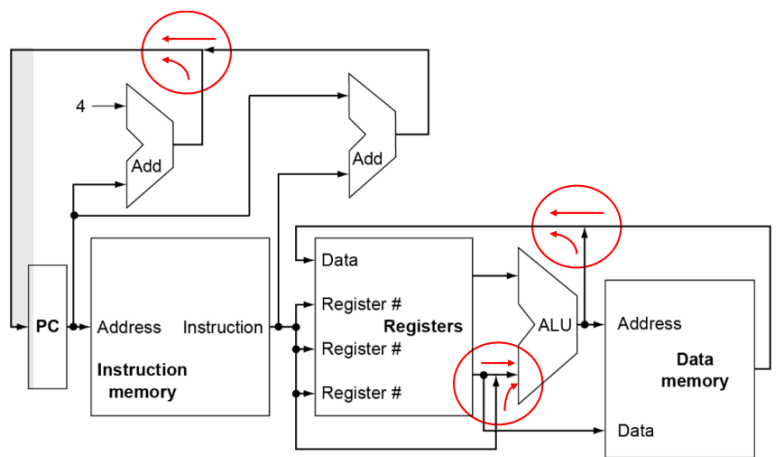 4
Add
Add
PC
Address
Instruction
Instruction
memory
Data
Register #
Registers
Register #
Register #
ALU
Address
Data
memory
Data